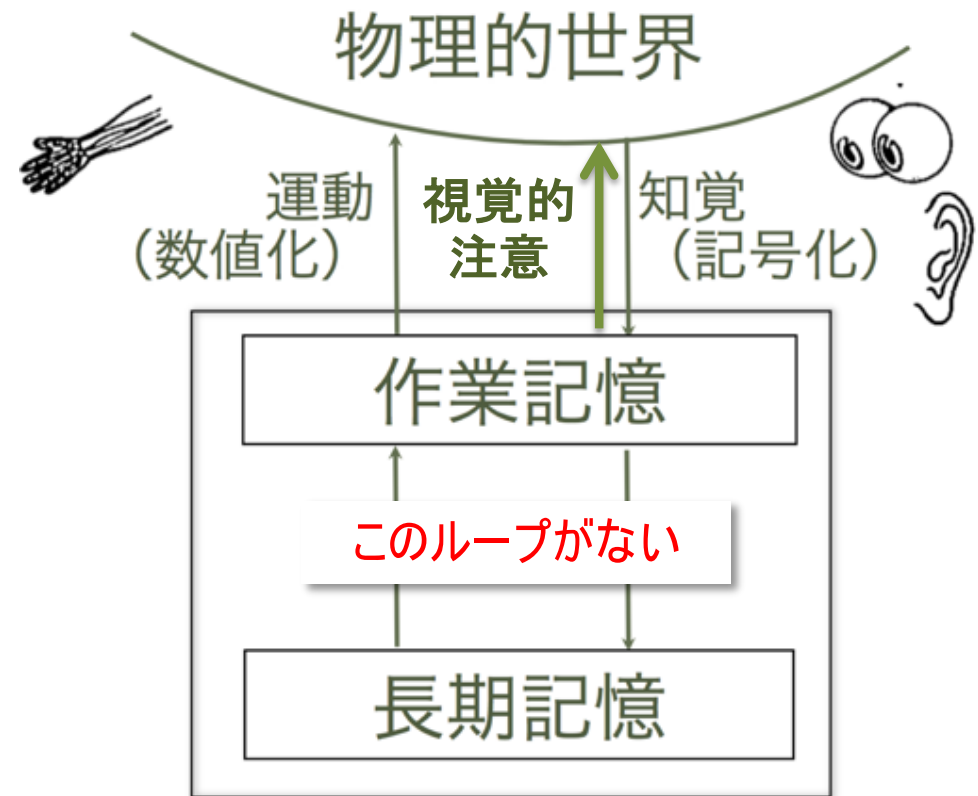 物理的世界
運動
（数値化）
視覚的
注意
知覚
（記号化）
作業記憶
このループがない
長期記憶